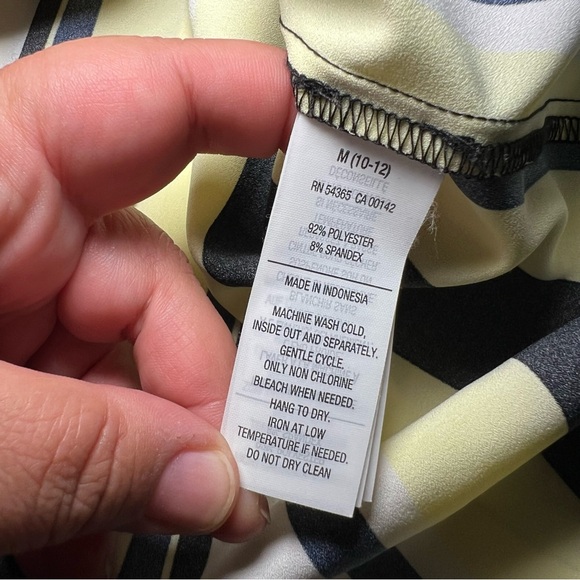 M (10-12)
RN 54365 CA 00142
92% POLYESTER
8% SPANDEX
MADE IN INDONESIA
MACHINE WASH COLD,
INSIDE OUT AND SEPARATELY.
GENTLE CYCLE.
ONLY NON CHLORINE
BLEACH WHEN NEEDED.
HANG TO DRY.
IRON AT LOW
TEMPERATURE IF NEEDED.
DO NOT DRY CLEAN